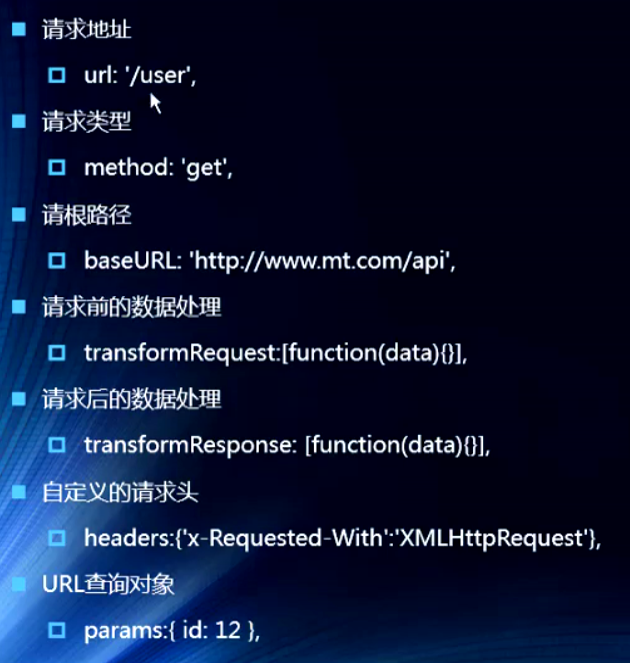 请求地址
url: '/user',
请求类型
method: 'get',
请根路径
baseURL: 'http://www.mt.com/api',
请求前的数据处理
transformRequest:[function(data){}],
请求后的数据处理
transformResponse: [function(data){}],
自定义的请求头
headers:{'x-Requested-With':'XMLHttpRequest'},
URL查询对象
params:{ id: 12 },